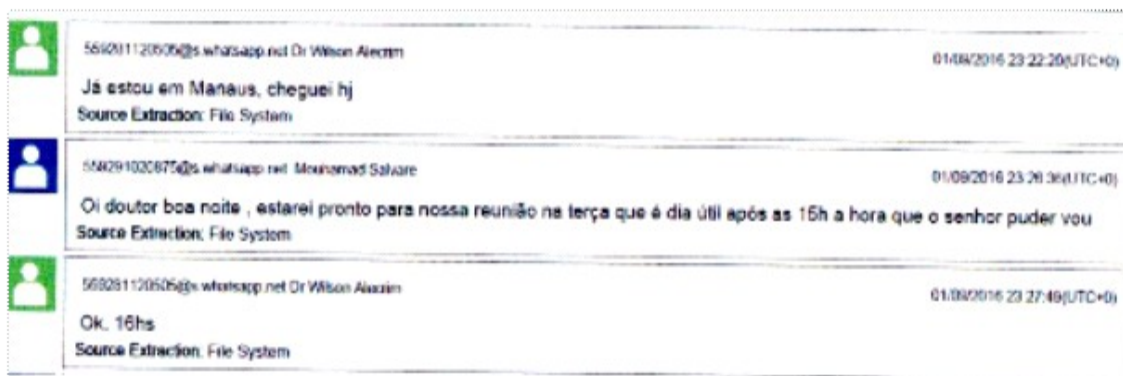 559281120505@s.whatsapp.net Dr Wilson Alecrim
01/09/2016 23:22:20(UTC+0)
Já estou em Manaus, cheguei hj
Source Extraction: File System
@s.whatsapp.net Mouhamad Salvare
01/09/2016 23:26:36(UTC+0)
Oi doutor boa noite , estarei pronto para nossa reunião na terça que é dia útil após as 15h a hora que o senhor puder vou
Source Extraction: File System
559281120505@s.whatsapp.net Dr Wilson Alecrim
01/09/2016 23:27:49(UTC+0)
Ok. 16hs
Source Extraction: File System